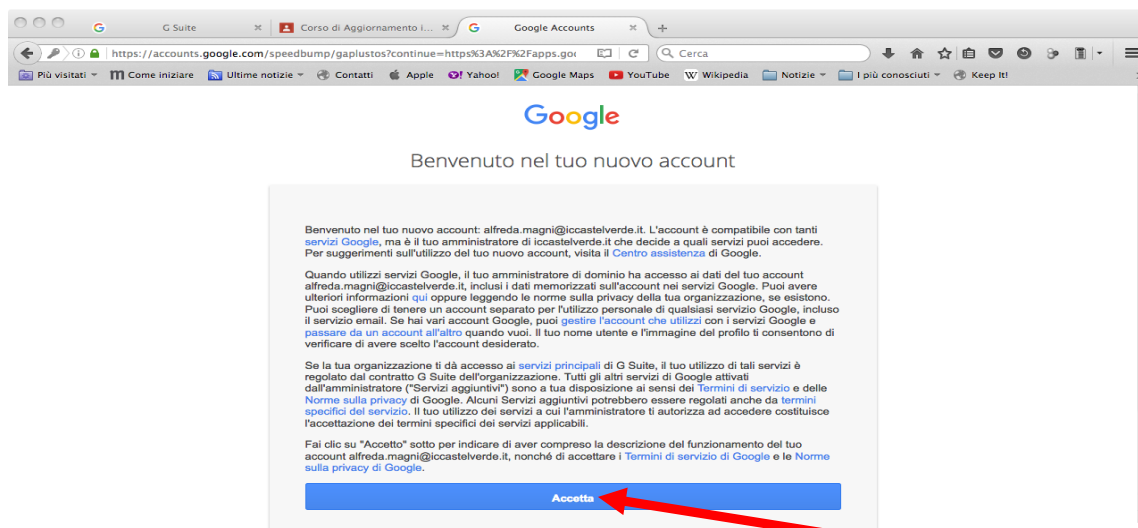 G Suite
Corso di Aggiornamento i...
Google Accounts
https://accounts.google.com/speedbump/gaplustos?continue=https%3A%2F%2Fapps.goo
Cerca
Più visitati
Come iniziare
Ultime notizie
Contatti
Apple
Yahoo!
Google Maps
YouTube
Wikipedia
Notizie
I più conosciuti
Keep It!
Google
Benvenuto nel tuo nuovo account
Benvenuto nel tuo nuovo account: alfreda.magni@iccastelverde.it. L'account è compatibile con tanti
servizi Google, ma è il tuo amministratore di iccastelverde.it che decide a quali servizi puoi accedere.
Per suggerimenti sull'utilizzo del tuo nuovo account, visita il Centro assistenza di Google.
Quando utilizzi servizi Google, il tuo amministratore di dominio ha accesso ai dati del tuo account
alfreda.magni@iccastelverde.it, inclusi i dati memorizzati sull'account nei servizi Google. Puoi avere
ulteriori informazioni qui oppure leggendo le norme sulla privacy della tua organizzazione, se esistono.
Puoi scegliere di tenere un account separato per l'utilizzo personale di qualsiasi servizio Google, incluso
il servizio email. Se hai vari account Google, puoi gestire l'account che utilizzi con i servizi Google e
passare da un account all'altro quando vuoi. Il tuo nome utente e l'immagine del profilo ti consentono di
verificare di avere scelto l'account desiderato.
Se la tua organizzazione ti dà accesso ai servizi principali di G Suite, il tuo utilizzo di tali servizi è
regolato dal contratto G Suite dell'organizzazione. Tutti gli altri servizi di Google attivati
dall'amministratore ("Servizi aggiuntivi") sono a tua disposizione ai sensi dei Termini di servizio e delle
Norme sulla privacy di Google. Alcuni Servizi aggiuntivi potrebbero essere regolati anche da termini
specifici del servizio. Il tuo utilizzo dei servizi a cui l'amministratore ti autorizza ad accedere costituisce
l'accettazione dei termini specifici dei servizi applicabili.
Fai clic su "Accetto" sotto per indicare di aver compreso la descrizione del funzionamento del tuo
account alfreda.magni@iccastelverde.it, nonché di accettare i Termini di servizio di Google e le Norme
sulla privacy di Google.
Accetta